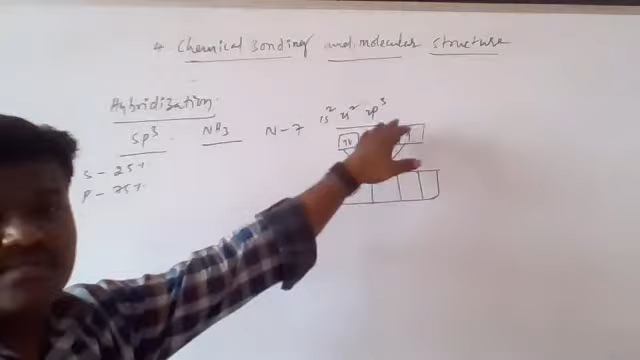 4 Chemical Bonding and molecular structure
Hybridization
SP³ NH₃ N-7 1s² 2s² 2p³
S - 25%
P - 75%